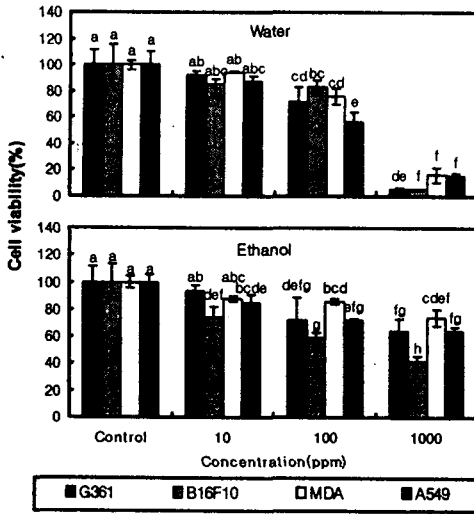 Cell viability(%)
140
120
100
80
60
40
20
0
Water
a a a a
ab abc ab abc
cd bc cd e
de f f f
140
120
100
80
60
40
20
0
Ethanol
a a a a
ab def abc bcde
defg g bcd efg
fg h cdef fg
Control 10 100 1000
Concentration(ppm)
G361 B16F10 MDA A549